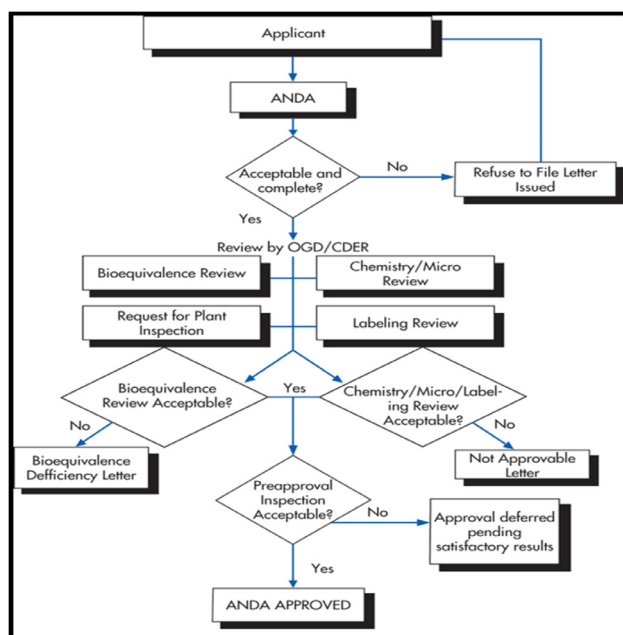 Applicant
ANDA
Acceptable and
complete?
No
Refuse to File Letter
Issued
Yes
Review by OGD/CDER
Bioequivalence Review
Chemistry/Micro
Review
Request for Plant
Inspection
Labeling Review
Bioequivalence
Review Acceptable?
Yes
Chemistry/Micro/Label-
ing Review
Acceptable?
No
No
Bioequivalence
Defficiency Letter
Not Approvable
Letter
Preapproval
Inspection
Acceptable?
No
Approval deferred
pending
satisfactory results
Yes
ANDA APPROVED